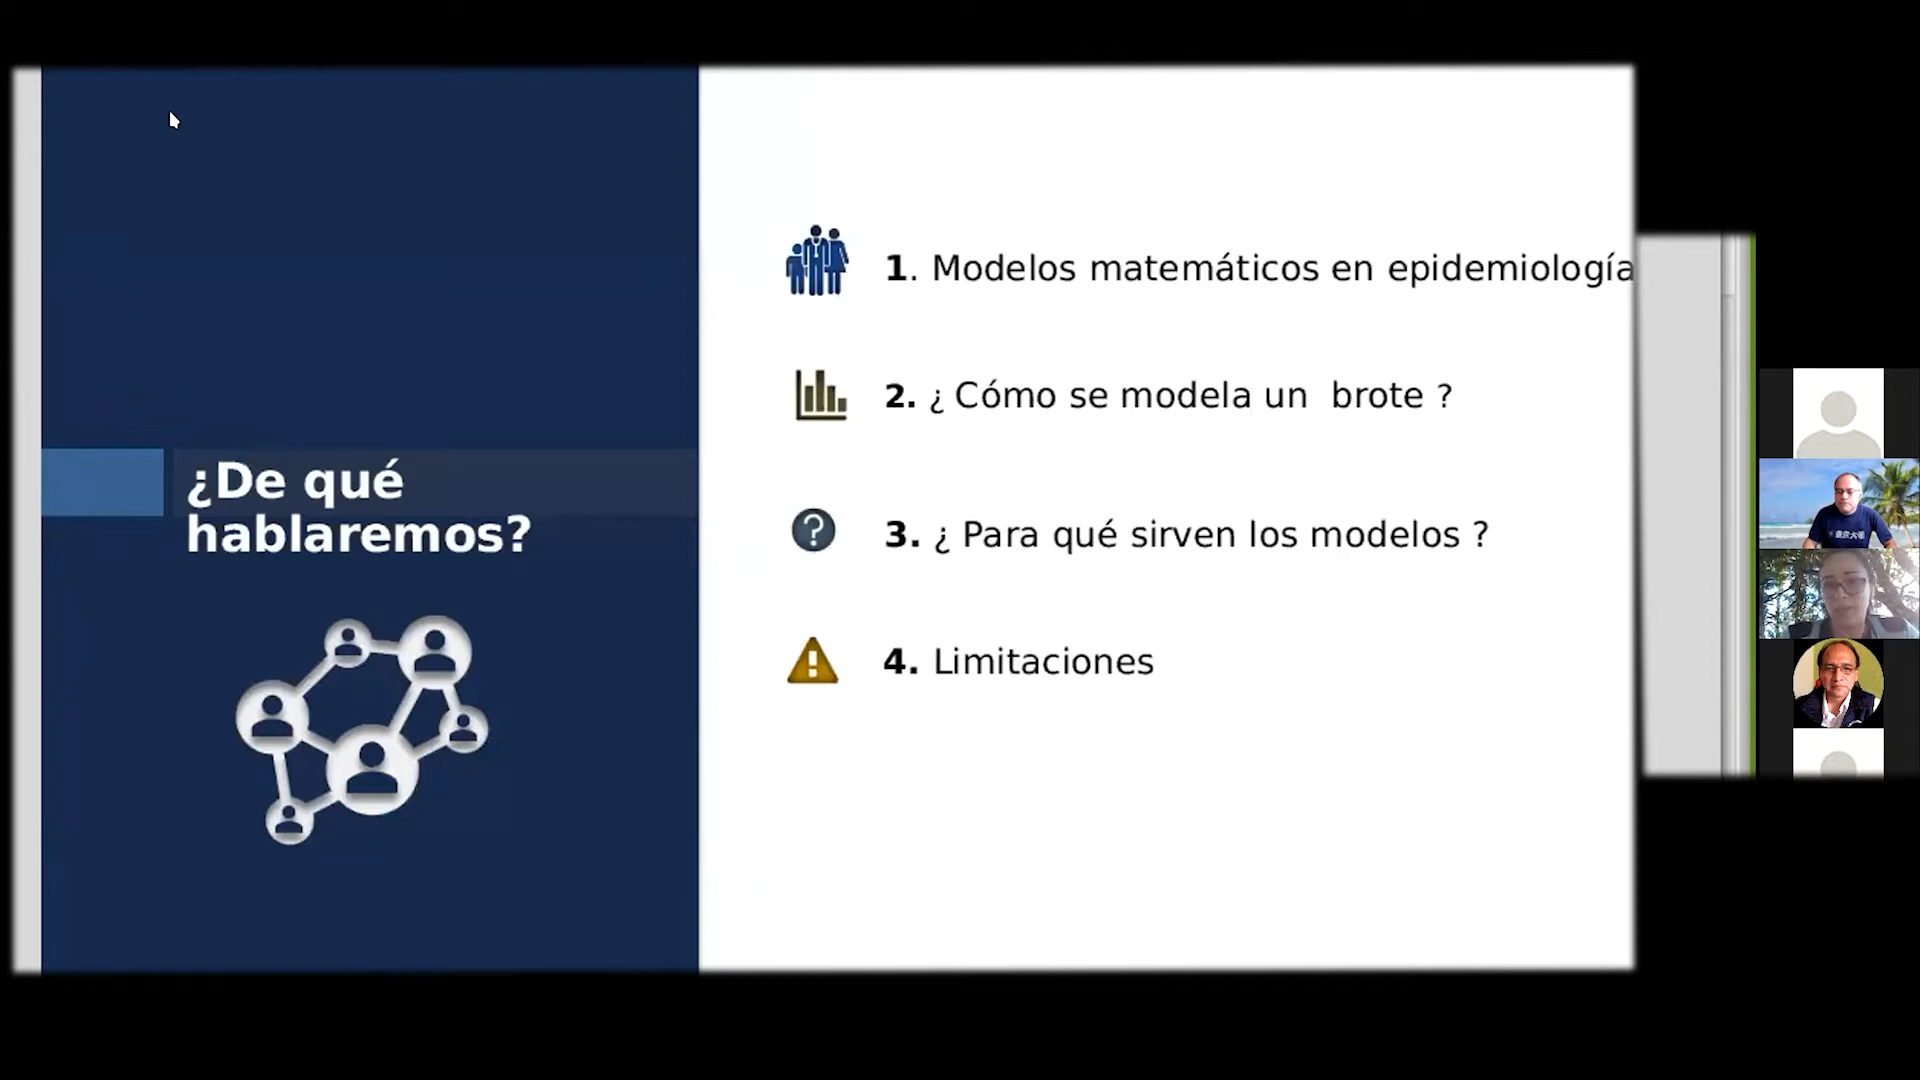 ¿De qué
hablaremos?
1. Modelos matemáticos en epidemiología
2. ¿ Cómo se modela un  brote ?
3. ¿ Para qué sirven los modelos ?
4. Limitaciones